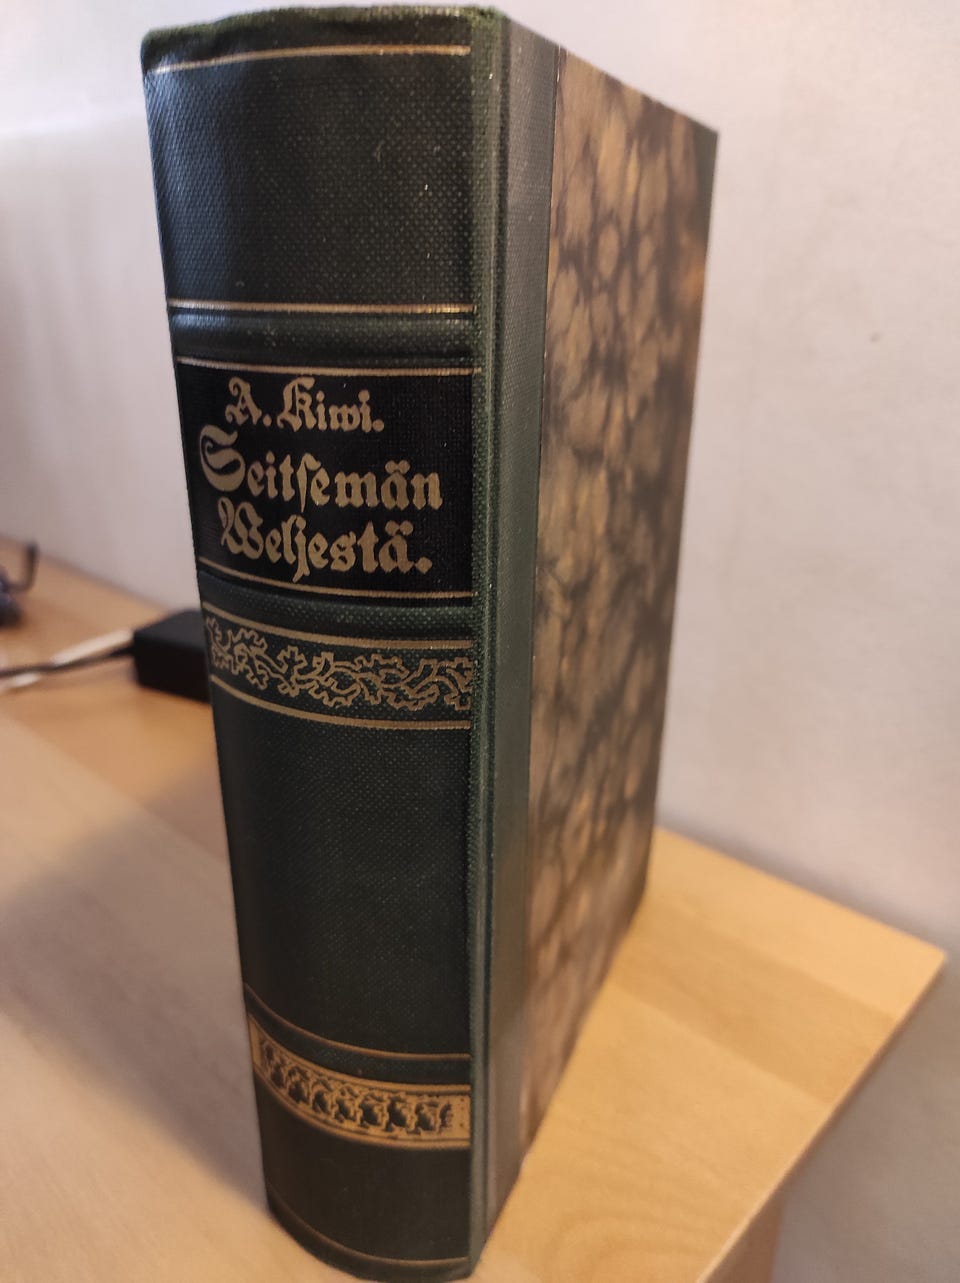 A. Kiwi.
Seitſemän
Weljestä.